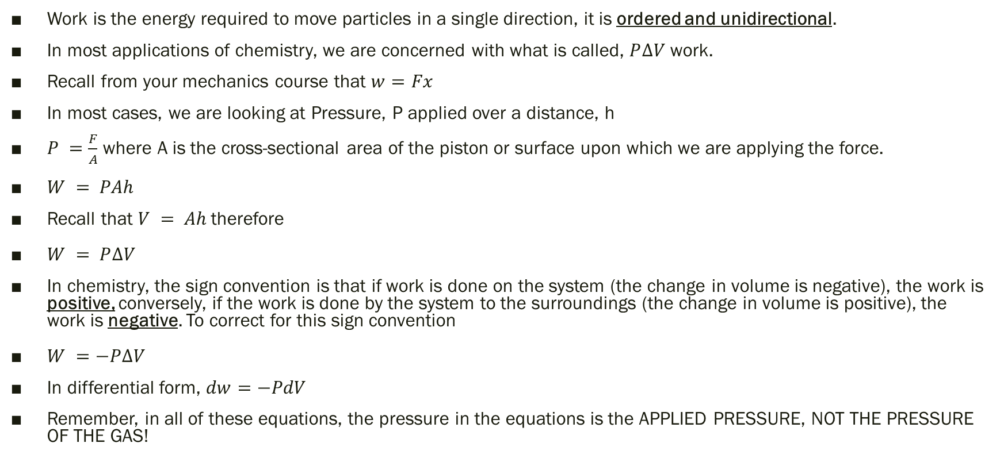 ■ Work is the energy required to move particles in a single direction, it is ordered and unidirectional.
■ In most applications of chemistry, we are concerned with what is called, PΔV work.
■ Recall from your mechanics course that w = Fx
■ In most cases, we are looking at Pressure, P applied over a distance, h
■ P = F/A where A is the cross-sectional area of the piston or surface upon which we are applying the force.
■ W = PAh
■ Recall that V = Ah therefore
■ W = PΔV
■ In chemistry, the sign convention is that if work is done on the system (the change in volume is negative), the work is
positive, conversely, if the work is done by the system to the surroundings (the change in volume is positive), the
work is negative. To correct for this sign convention
■ W = −PΔV
■ In differential form, dw = −PdV
■ Remember, in all of these equations, the pressure in the equations is the APPLIED PRESSURE, NOT THE PRESSURE
OF THE GAS!